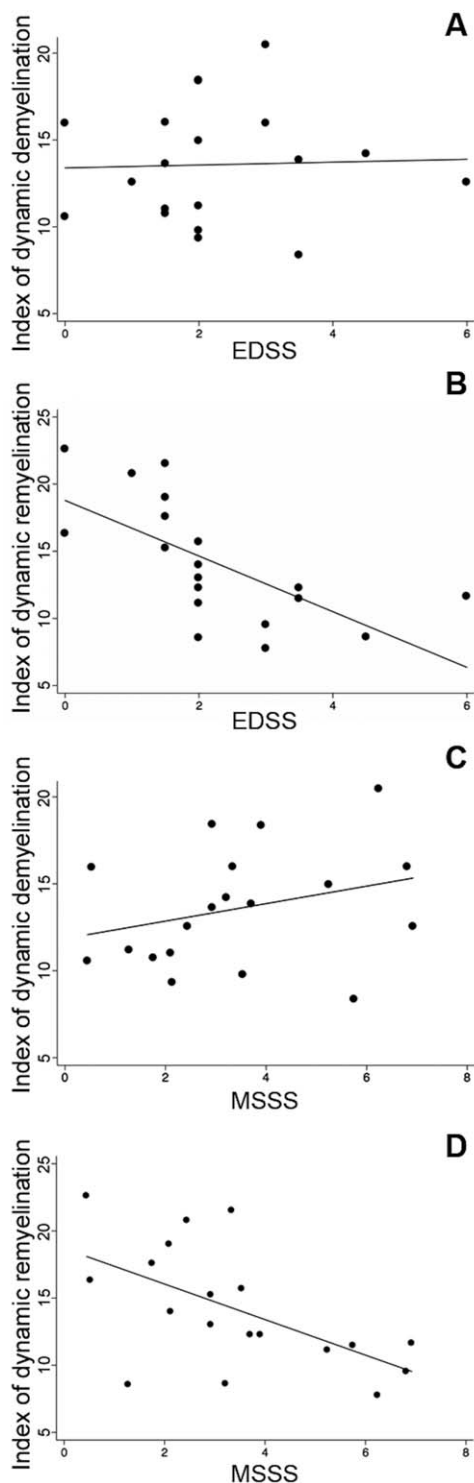 A
Index of dynamic demyelination
20
15
10
5
0 2 4 6
EDSS
B
Index of dynamic remyelination
25
20
15
10
5
0 2 4 6
EDSS
C
Index of dynamic demyelination
20
15
10
5
0 2 4 6 8
MSSS
D
Index of dynamic remyelination
25
20
15
10
5
0 2 4 6 8
MSSS